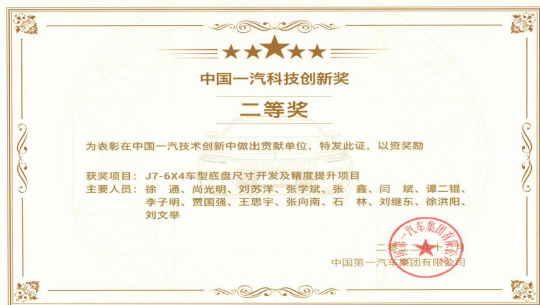 中国一汽科技创新奖
二等奖
为表彰在中国一汽技术创新中做出贡献单位，特发此证，以资奖励
获奖项目：J7-6X4车型底盘尺寸开发及精度提升项目
主要人员：徐 通、尚光明、刘苏洋、张学斌、张 鑫、闫 斌、谭二锟、
李子明、贾国强、王思宇、张向南、石 林、刘继东、徐洪阳、
刘文举
中国第一汽车集团有限公司